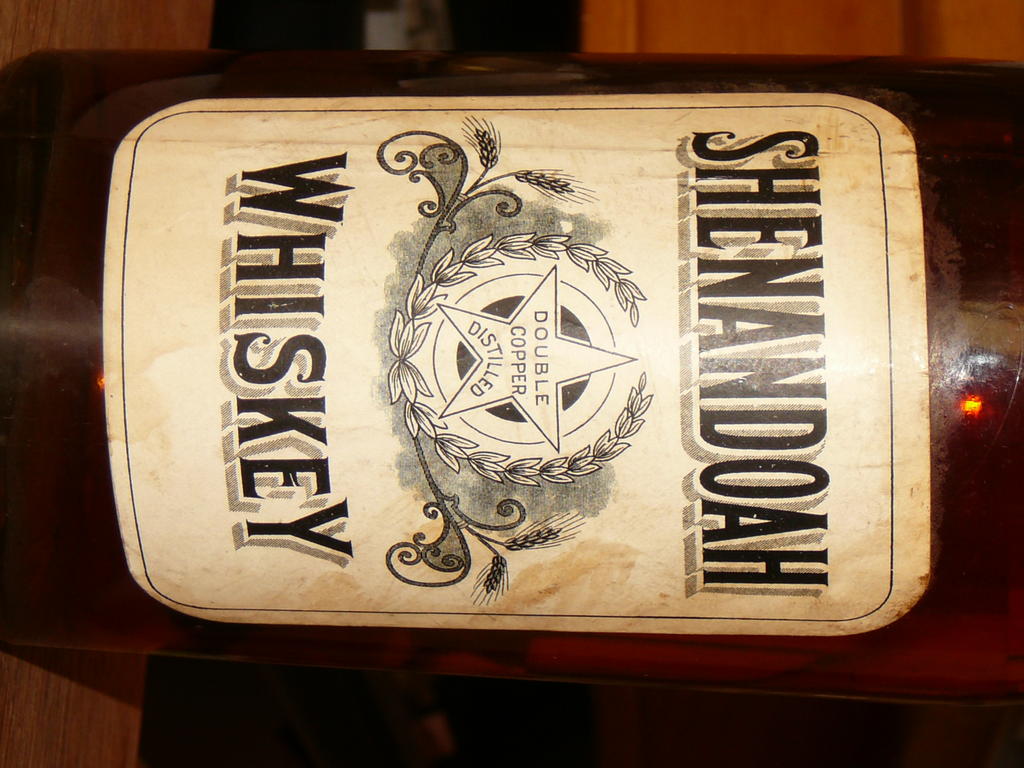 SHENANDOAH
DOUBLE
COPPER
DISTILLED
WHISKEY